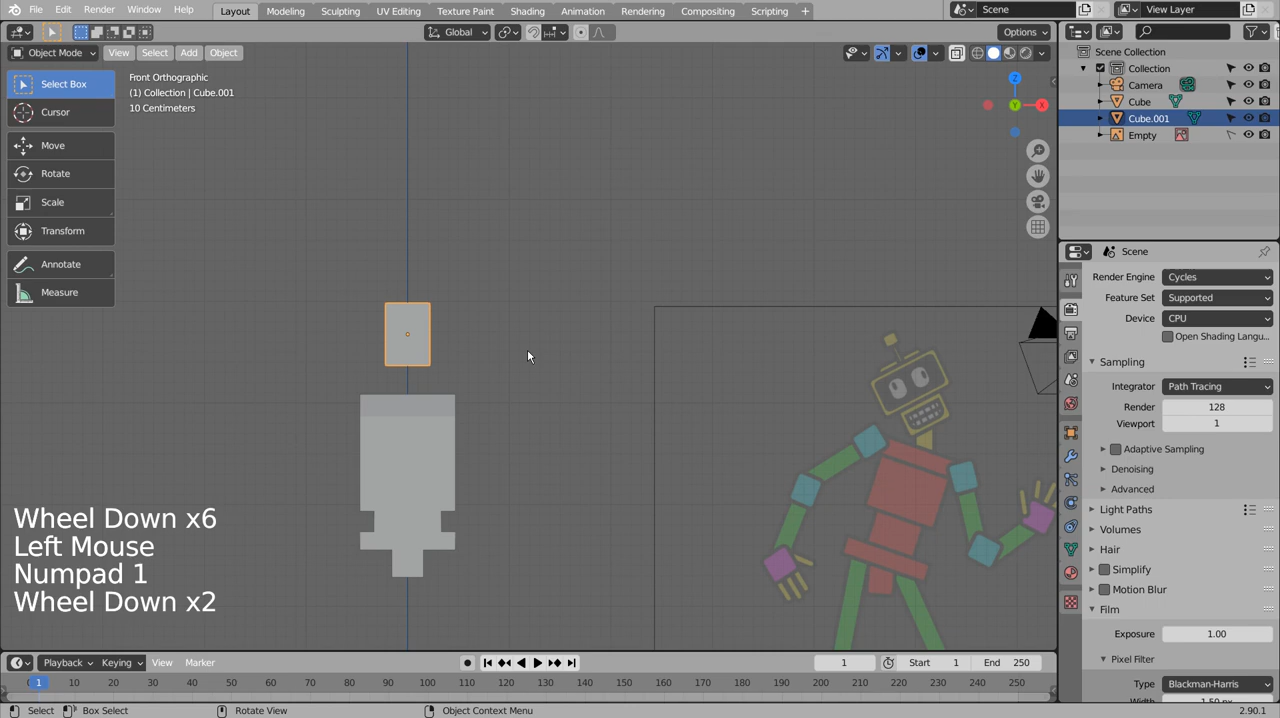 File Edit Render Window Help Layout Modeling Sculpting UV Editing Texture Paint Shading Animation Rendering Compositing Scripting + Scene View Layer
Global Options
Object Mode View Select Add Object
Scene Collection
Collection
Camera
Cube
Cube.001
Empty
Select Box
Cursor
Move
Rotate
Scale
Transform
Annotate
Measure
Front Orthographic
(1) Collection | Cube.001
10 Centimeters
Z
Y
X
Scene
Render Engine Cycles
Feature Set Supported
Device CPU
Open Shading Langu...
Sampling
Integrator Path Tracing
Render 128
Viewport 1
Adaptive Sampling
Denoising
Advanced
Light Paths
Volumes
Hair
Simplify
Motion Blur
Film
Exposure 1.00
Pixel Filter
Type Blackman-Harris
Width 1.50 px
Wheel Down x6
Left Mouse
Numpad 1
Wheel Down x2
Playback Keying View Marker 1 Start 1 End 250
1 10 20 30 40 50 60 70 80 90 100 110 120 130 140 150 160 170 180 190 200 210 220 230 240 250
Select Box Select Rotate View Object Context Menu 2.90.1